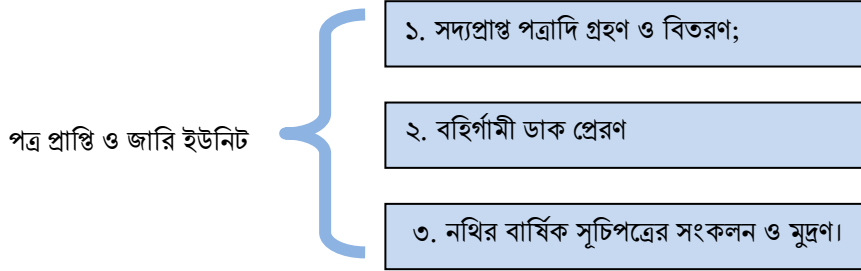 ১. সদ্যপ্রাপ্ত পত্রাদি গ্রহণ ও বিতরণ;
পত্র প্রাপ্তি ও জারি ইউনিট
২. বহির্গামী ডাক প্রেরণ
৩. নথির বার্ষিক সূচিপত্রের সংকলন ও মুদ্রণ।